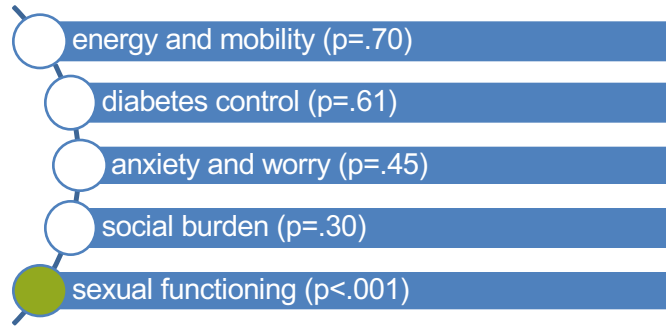 energy and mobility (p=.70)
diabetes control (p=.61)
anxiety and worry (p=.45)
social burden (p=.30)
sexual functioning (p<.001)